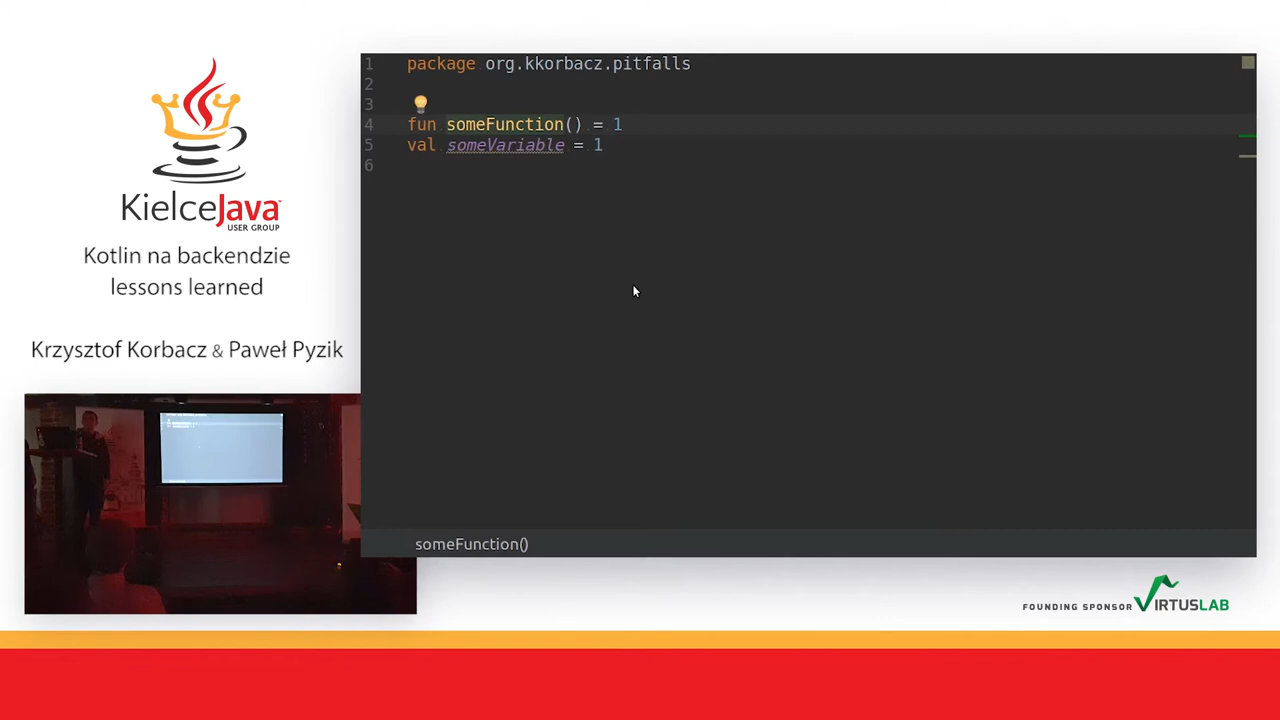 KielceJava
USER GROUP
Kotlin na backendzie
lessons learned
Krzysztof Korbacz & Paweł Pyzik
1 package org.kkorbacz.pitfalls
2
3
4 fun someFunction() = 1
5 val someVariable = 1
6
someFunction()
FOUNDING SPONSOR VIRTUSLAB